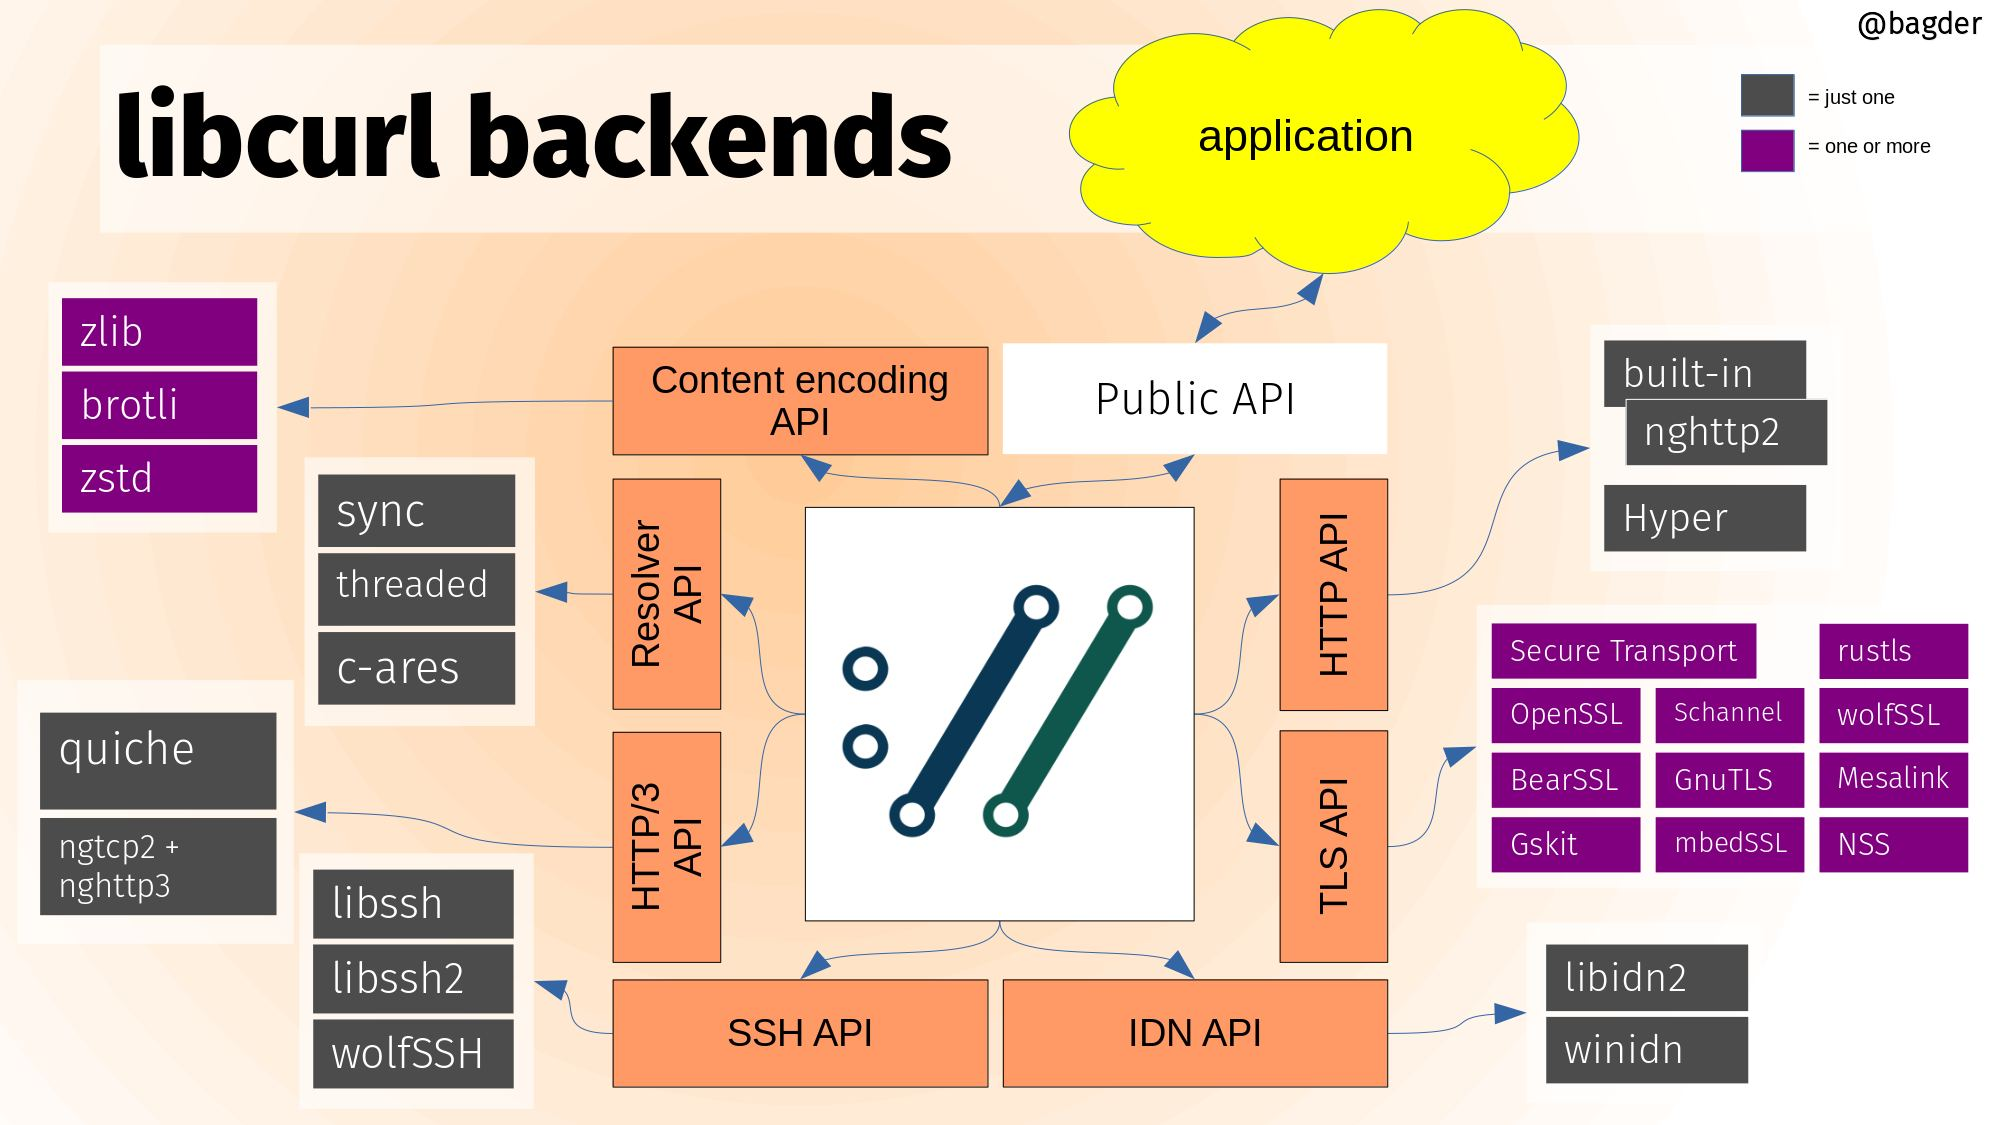 @bagder
libcurl backends
application
= just one
= one or more
zlib
brotli
zstd
Content encoding
API
Public API
built-in
nghttp2
Hyper
sync
threaded
c-ares
Resolver
API
HTTP API
Secure Transport
rustls
OpenSSL
Schannel
wolfSSL
BearSSL
GnuTLS
Mesalink
Gskit
mbedSSL
NSS
quiche
ngtcp2 +
nghttp3
HTTP/3
API
TLS API
libssh
libssh2
wolfSSH
SSH API
IDN API
libidn2
winidn